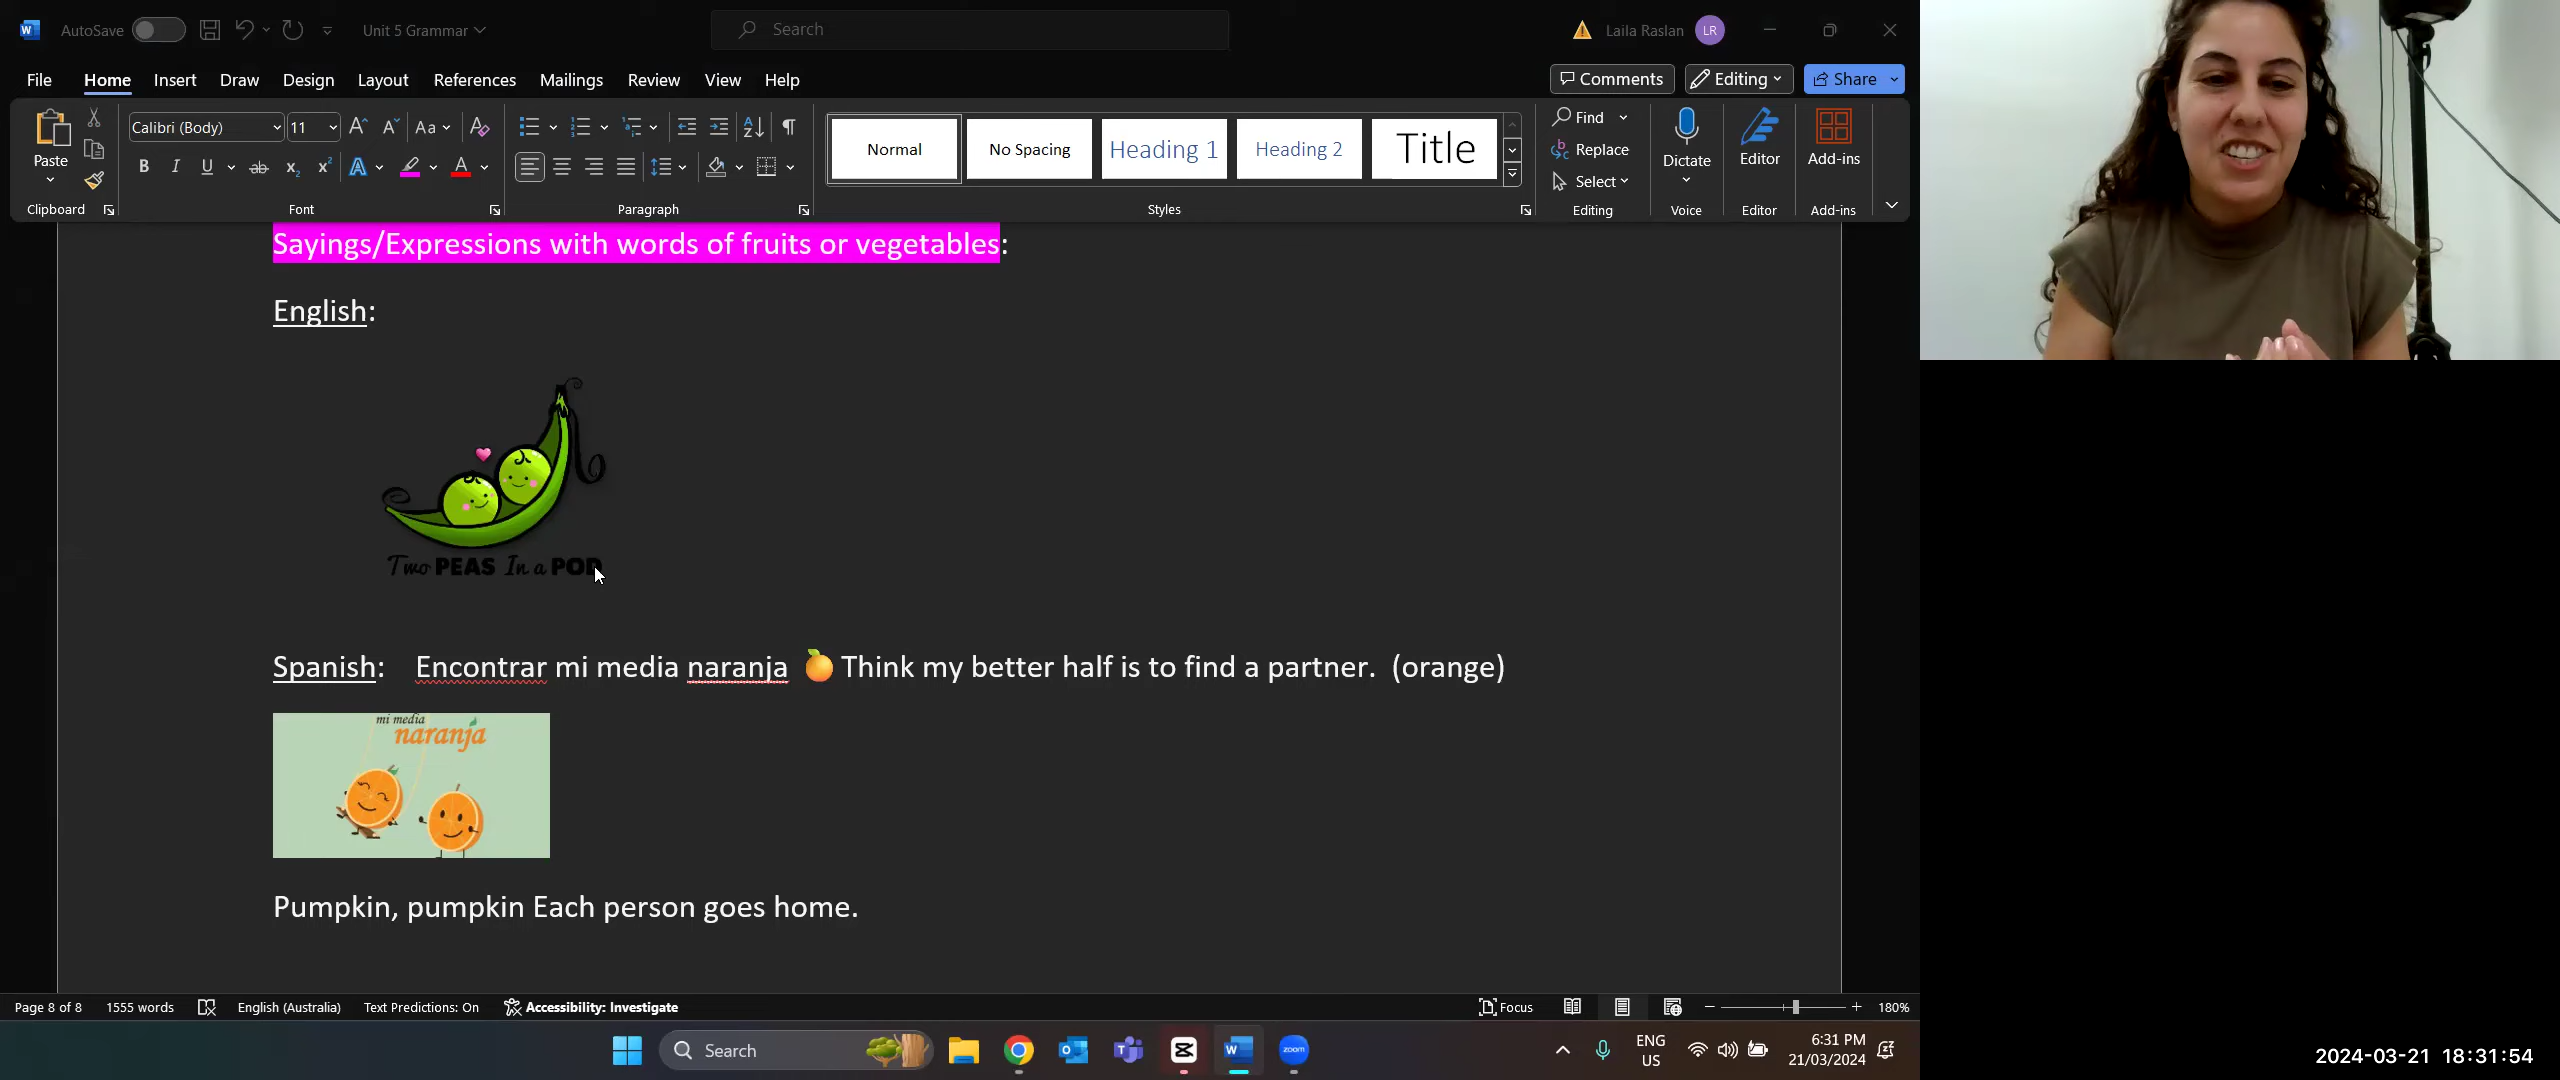 AutoSave
Unit 5 Grammar
Search
Laila Raslan
LR
File
Home
Insert
Draw
Design
Layout
References
Mailings
Review
View
Help
Comments
Editing
Share
Paste
Clipboard
Calibri (Body)
11
Font
Paragraph
Normal
No Spacing
Heading 1
Heading 2
Title
Styles
Find
Replace
Select
Editing
Dictate
Voice
Editor
Editor
Add-ins
Add-ins
Sayings/Expressions with words of fruits or vegetables:
English:
Two PEAS In a POD
Spanish: Encontrar mi media naranja 🍊 Think my better half is to find a partner. (orange)
mi media
naranja
Pumpkin, pumpkin Each person goes home.
Page 8 of 8
1555 words
English (Australia)
Text Predictions: On
Accessibility: Investigate
Focus
180%
Search
zoom
ENG
US
6:31 PM
21/03/2024
2024-03-21 18:31:54